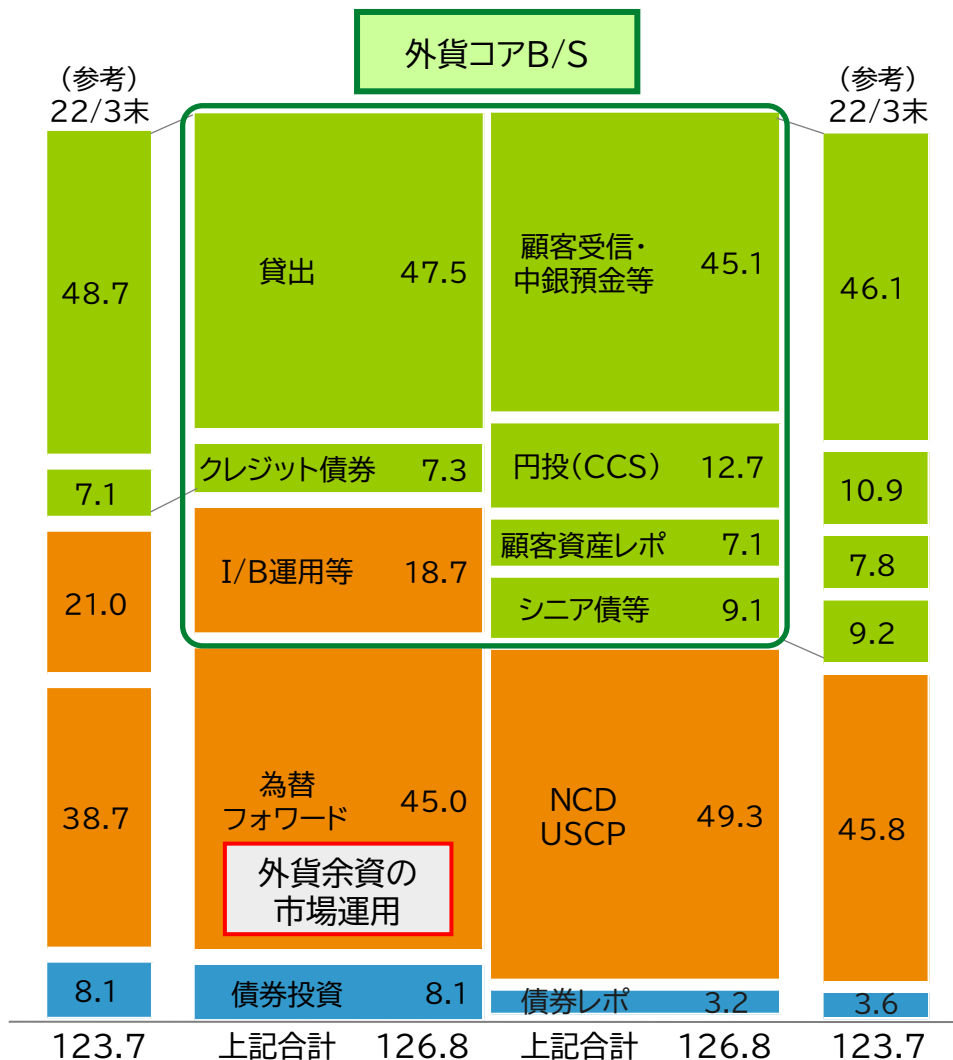 外貨コアB/S
(参考)
22/3末
48.7
7.1
21.0
38.7
8.1
123.7
貸出 47.5
クレジット債券 7.3
I/B運用等 18.7
為替
フォワード 45.0
外貨余資の
市場運用
債券投資 8.1
上記合計 126.8
顧客受信・
中銀預金等 45.1
円投(CCS) 12.7
顧客資産レポ 7.1
シニア債等 9.1
NCD
USCP 49.3
債券レポ 3.2
上記合計 126.8
(参考)
22/3末
46.1
10.9
7.8
9.2
45.8
3.6
123.7